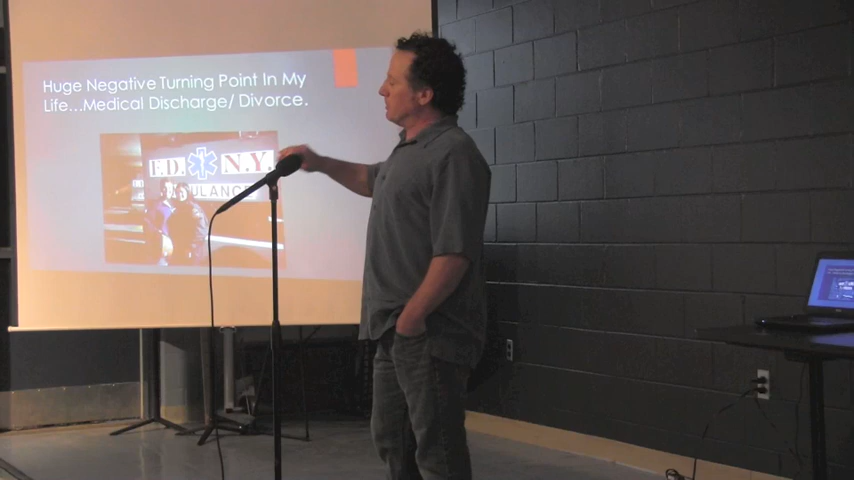 Huge Negative Turning Point In My
Life...Medical Discharge/ Divorce.
F.D. N.Y.